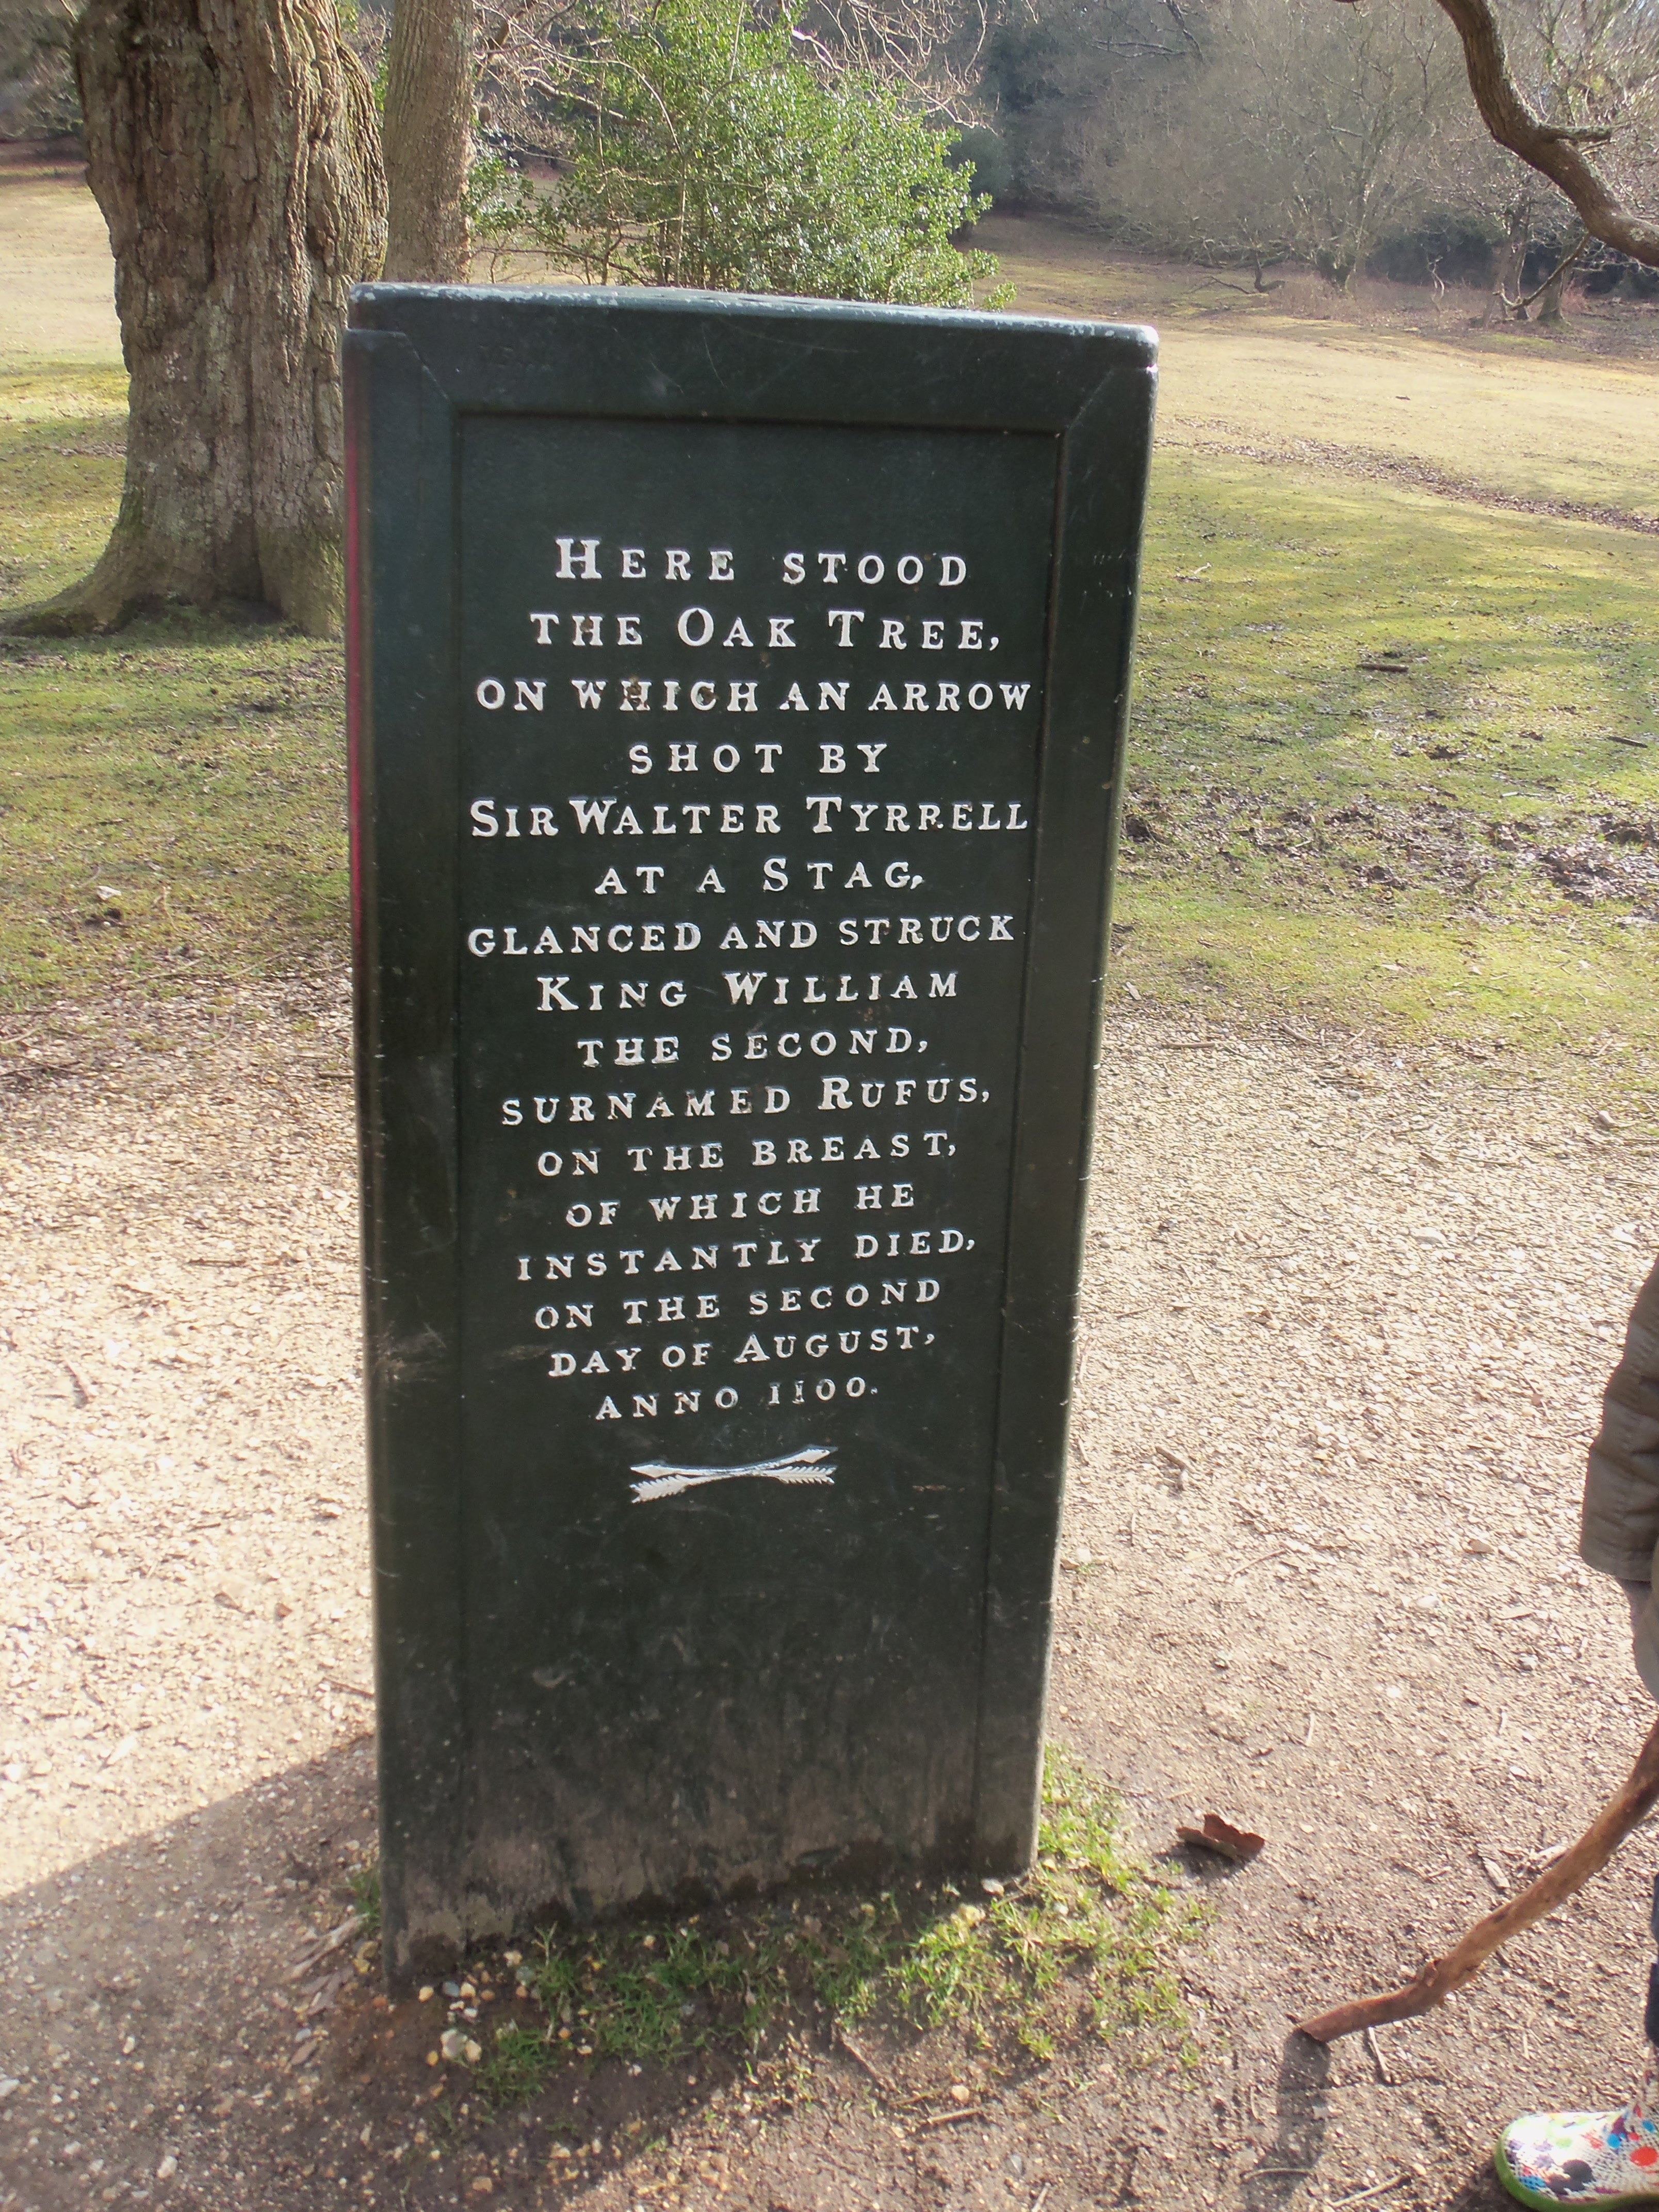 HERE STOOD
THE OAK TREE,
ON WHICH AN ARROW
SHOT BY
SIR WALTER TYRRELL
AT A STAG,
GLANCED AND STRUCK
KING WILLIAM
THE SECOND,
SURNAMED RUFUS,
ON THE BREAST,
OF WHICH HE
INSTANTLY DIED,
ON THE SECOND
DAY OF AUGUST,
ANNO 1100.